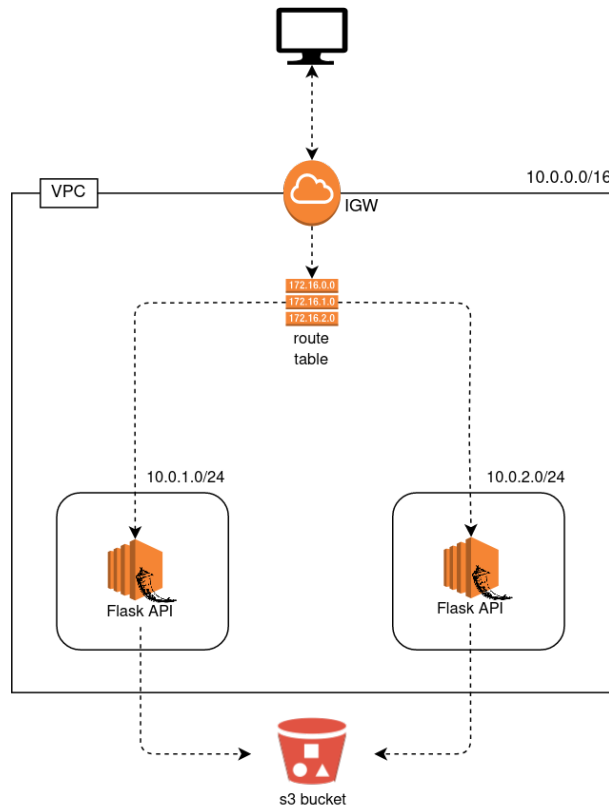 VPC
10.0.0.0/16
IGW
172.16.0.0
172.16.1.0
172.16.2.0
route
table
10.0.1.0/24
10.0.2.0/24
Flask API
Flask API
s3 bucket